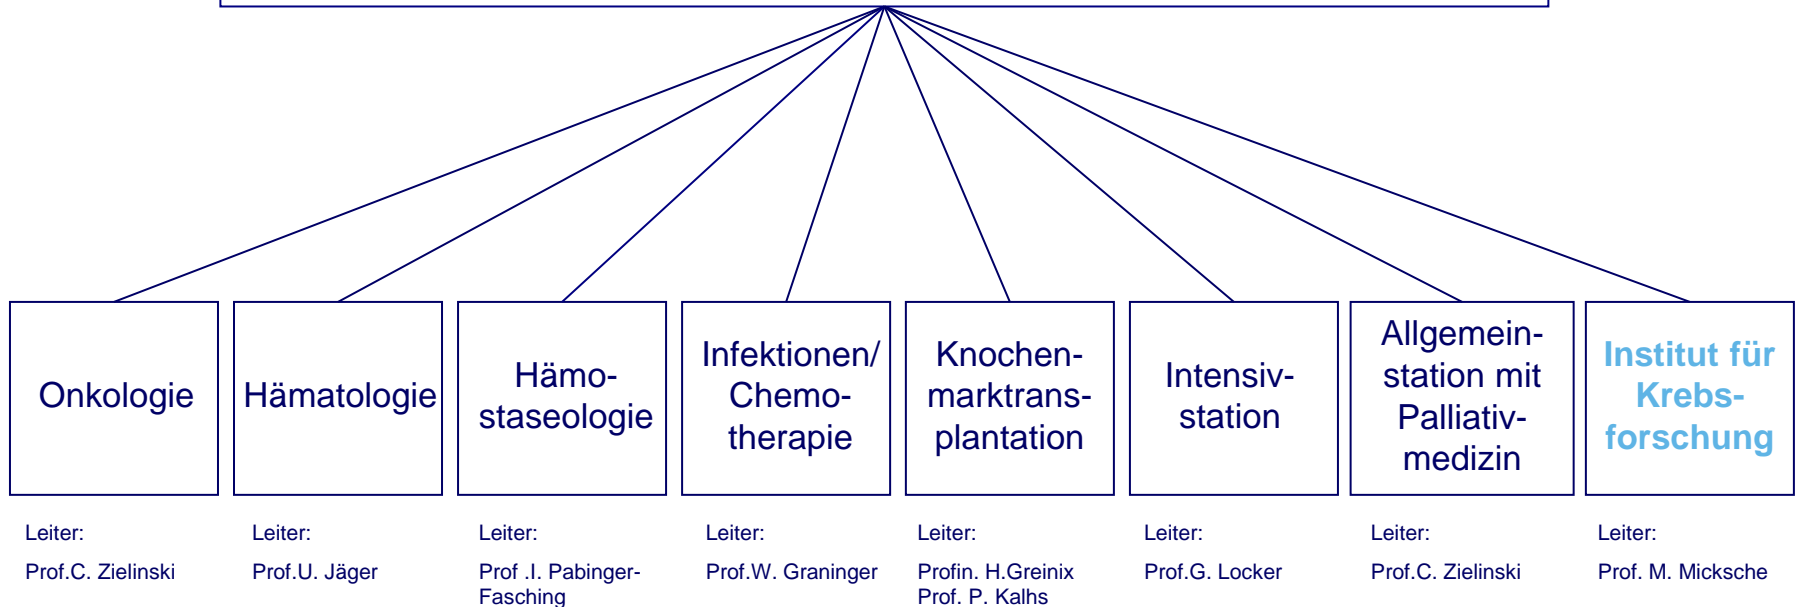 Onkologie
Hämatologie
Hämo-
staseologie
Infektionen/
Chemo-
therapie
Knochen-
marktrans-
plantation
Intensiv-
station
Allgemein-
station mit
Palliativ-
medizin
Institut für
Krebs-
forschung
Leiter:
Prof.C. Zielinski
Leiter:
Prof.U. Jäger
Leiter:
Prof .I. Pabinger-
Fasching
Leiter:
Prof.W. Graninger
Leiter:
Profin. H.Greinix
Prof. P. Kalhs
Leiter:
Prof.G. Locker
Leiter:
Prof.C. Zielinski
Leiter:
Prof. M. Micksche